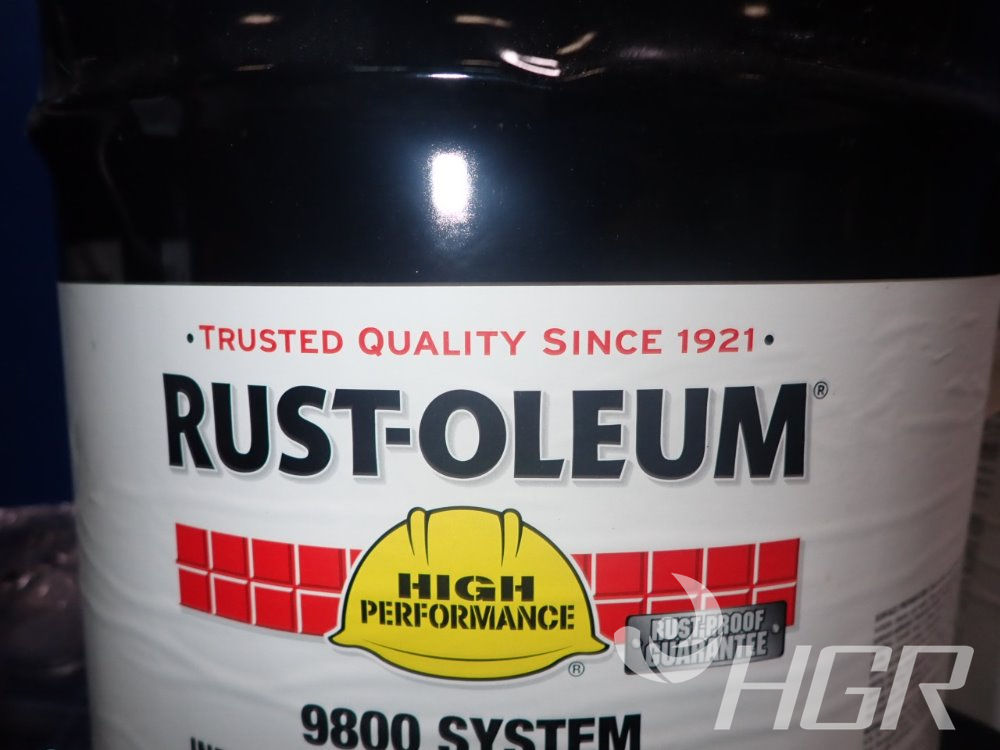 • TRUSTED QUALITY SINCE 1921 •
RUST-OLEUM®
HIGH
PERFORMANCE
®
RUST-PROOF
GUARANTEE
HGR
9800 SYSTEM